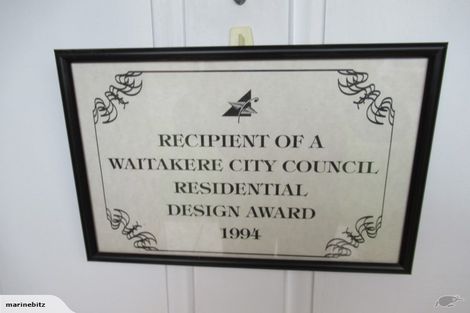 RECIPIENT OF A
WAITAKERE CITY COUNCIL
RESIDENTIAL
DESIGN AWARD
1994
marinebitz